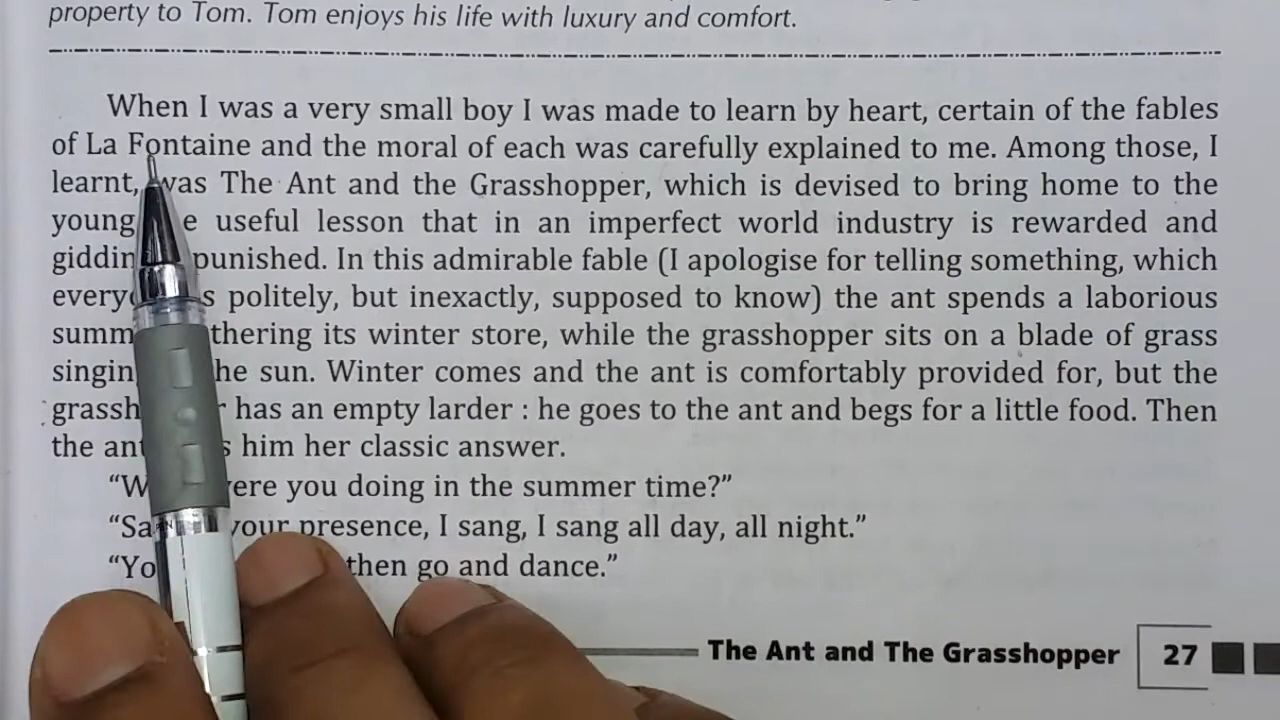 property to Tom. Tom enjoys his life with luxury and comfort.
When I was a very small boy I was made to learn by heart, certain of the fables
of La Fontaine and the moral of each was carefully explained to me. Among those, I
learnt, was The Ant and the Grasshopper, which is devised to bring home to the
young useful lesson that in an imperfect world industry is rewarded and
punished. In this admirable fable (I apologise for telling something, which
politely, but inexactly, supposed to know) the ant spends a laborious
its winter store, while the grasshopper sits on a blade of grass
sun. Winter comes and the ant is comfortably provided for, but the
has an empty larder : he goes to the ant and begs for a little food. Then
the him her classic answer.
you doing in the summer time?”
your presence, I sang, I sang all day, all night.”
then go and dance.”
The Ant and The Grasshopper 27